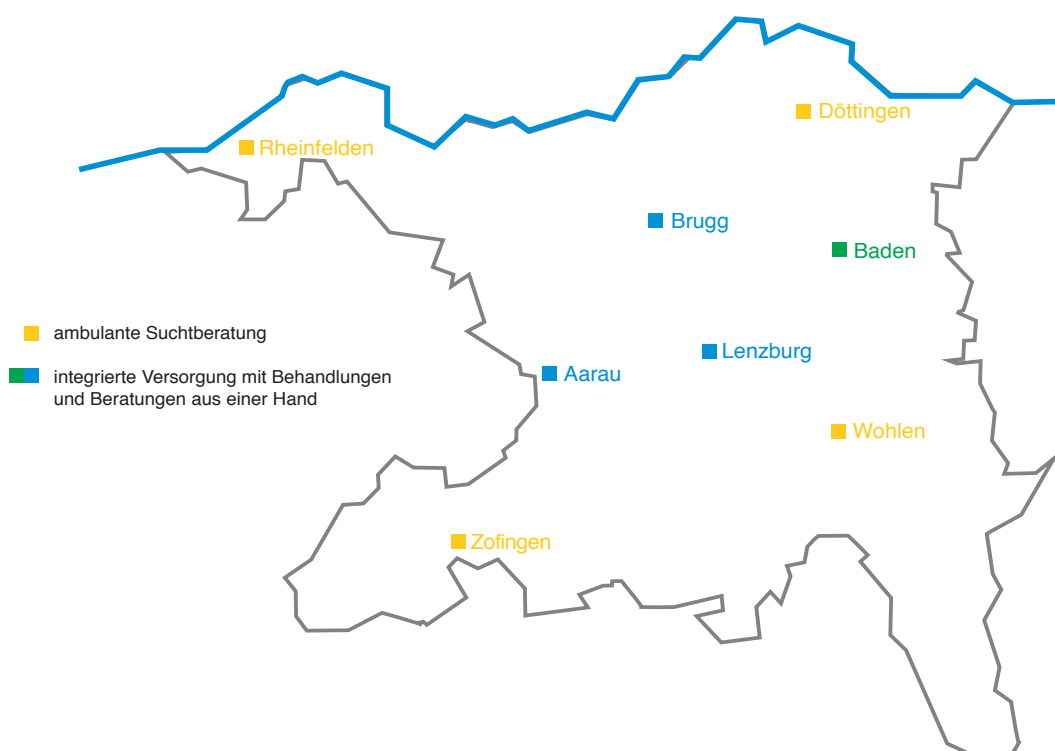 Döttingen
Rheinfelden
Brugg
Baden
ambulante Suchtberatung
Lenzburg
Aarau
integrierte Versorgung mit Behandlungen
und Beratungen aus einer Hand
Wohlen
Zofingen